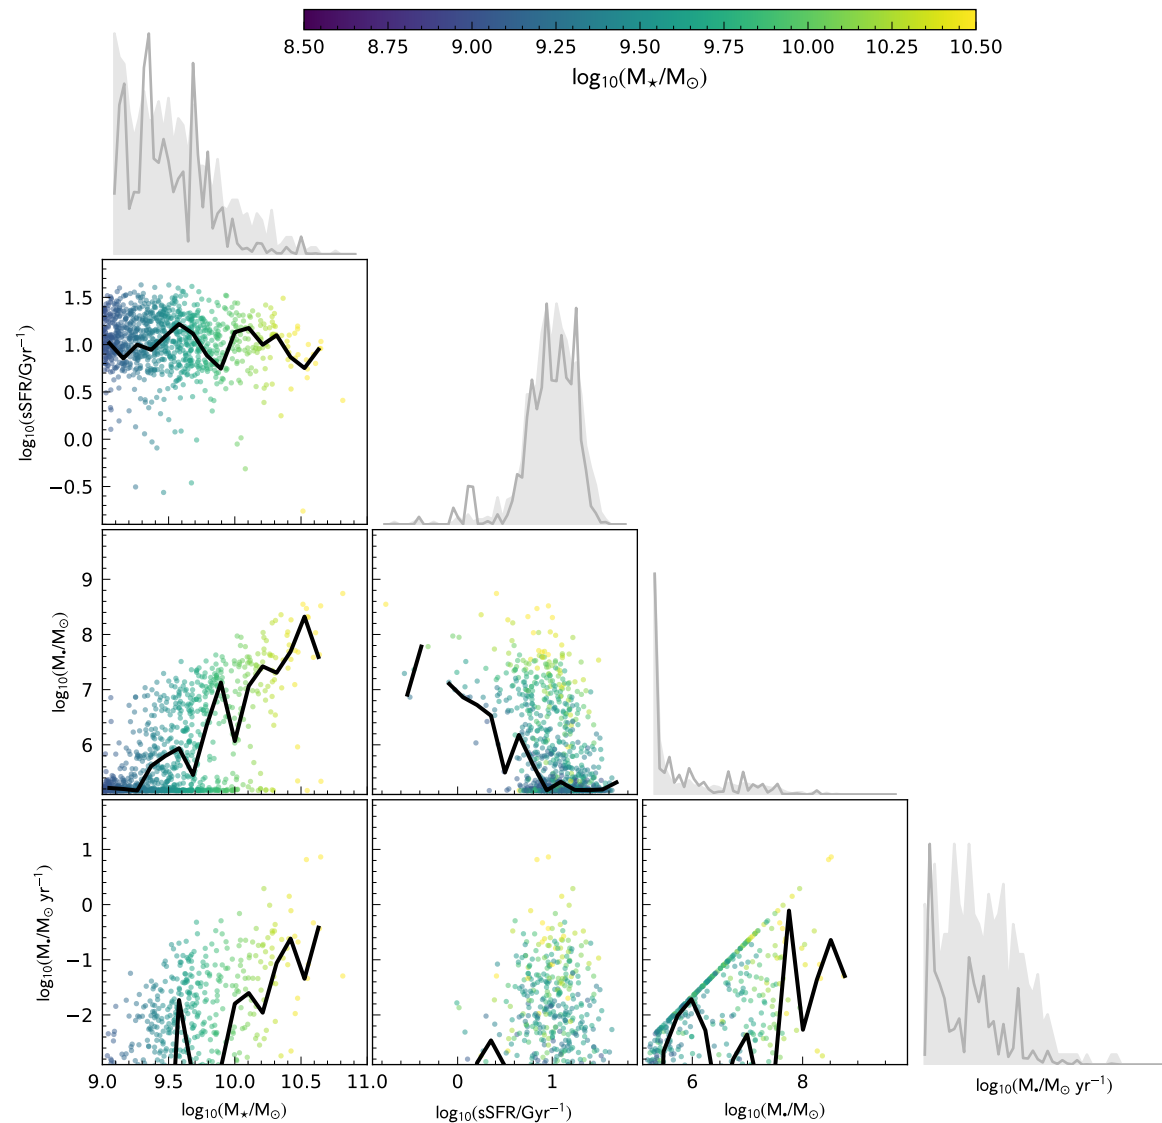 8.50 8.75 9.00 9.25 9.50 9.75 10.00 10.25 10.50
log₁₀(M⋆/M⊙)
1.5
1.0
0.5
0.0
−0.5
log₁₀(sSFR/Gyr⁻¹)
9
8
7
6
log₁₀(M•/M⊙)
1
0
−1
−2
log₁₀(Ṁ•/M⊙ yr⁻¹)
9.0 9.5 10.0 10.5 11.0 0 1 6 8
log₁₀(M⋆/M⊙) log₁₀(sSFR/Gyr⁻¹) log₁₀(M•/M⊙) log₁₀(Ṁ•/M⊙ yr⁻¹)